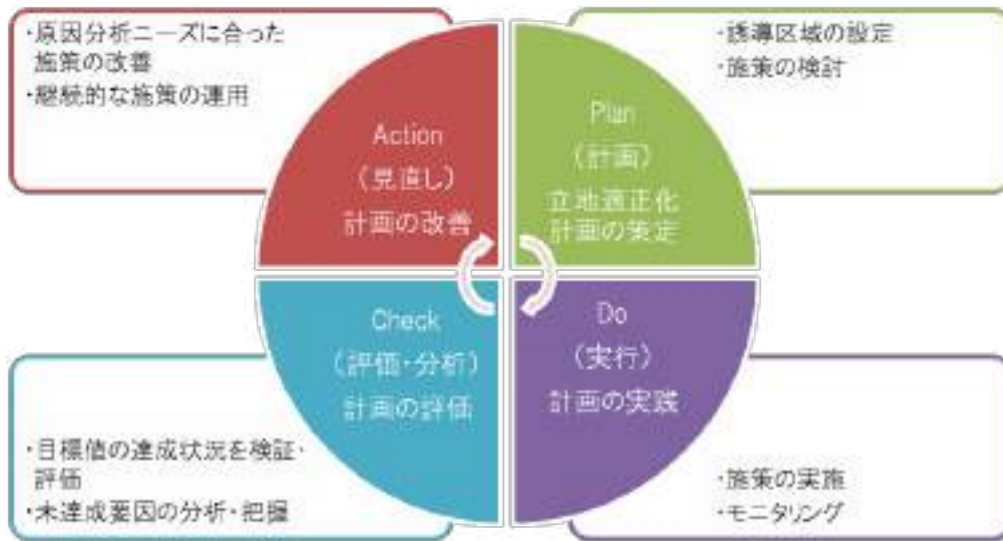 ・原因分析ニーズに合った
施策の改善
・継続的な施策の運用
Action
(見直し)
計画の改善
Plan
(計画)
立地適正化
計画の策定
・誘導区域の設定
・施策の検討
Check
(評価・分析)
計画の評価
・目標値の達成状況を検証・
評価
・未達成要因の分析・把握
Do
(実行)
計画の実践
・施策の実施
・モニタリング